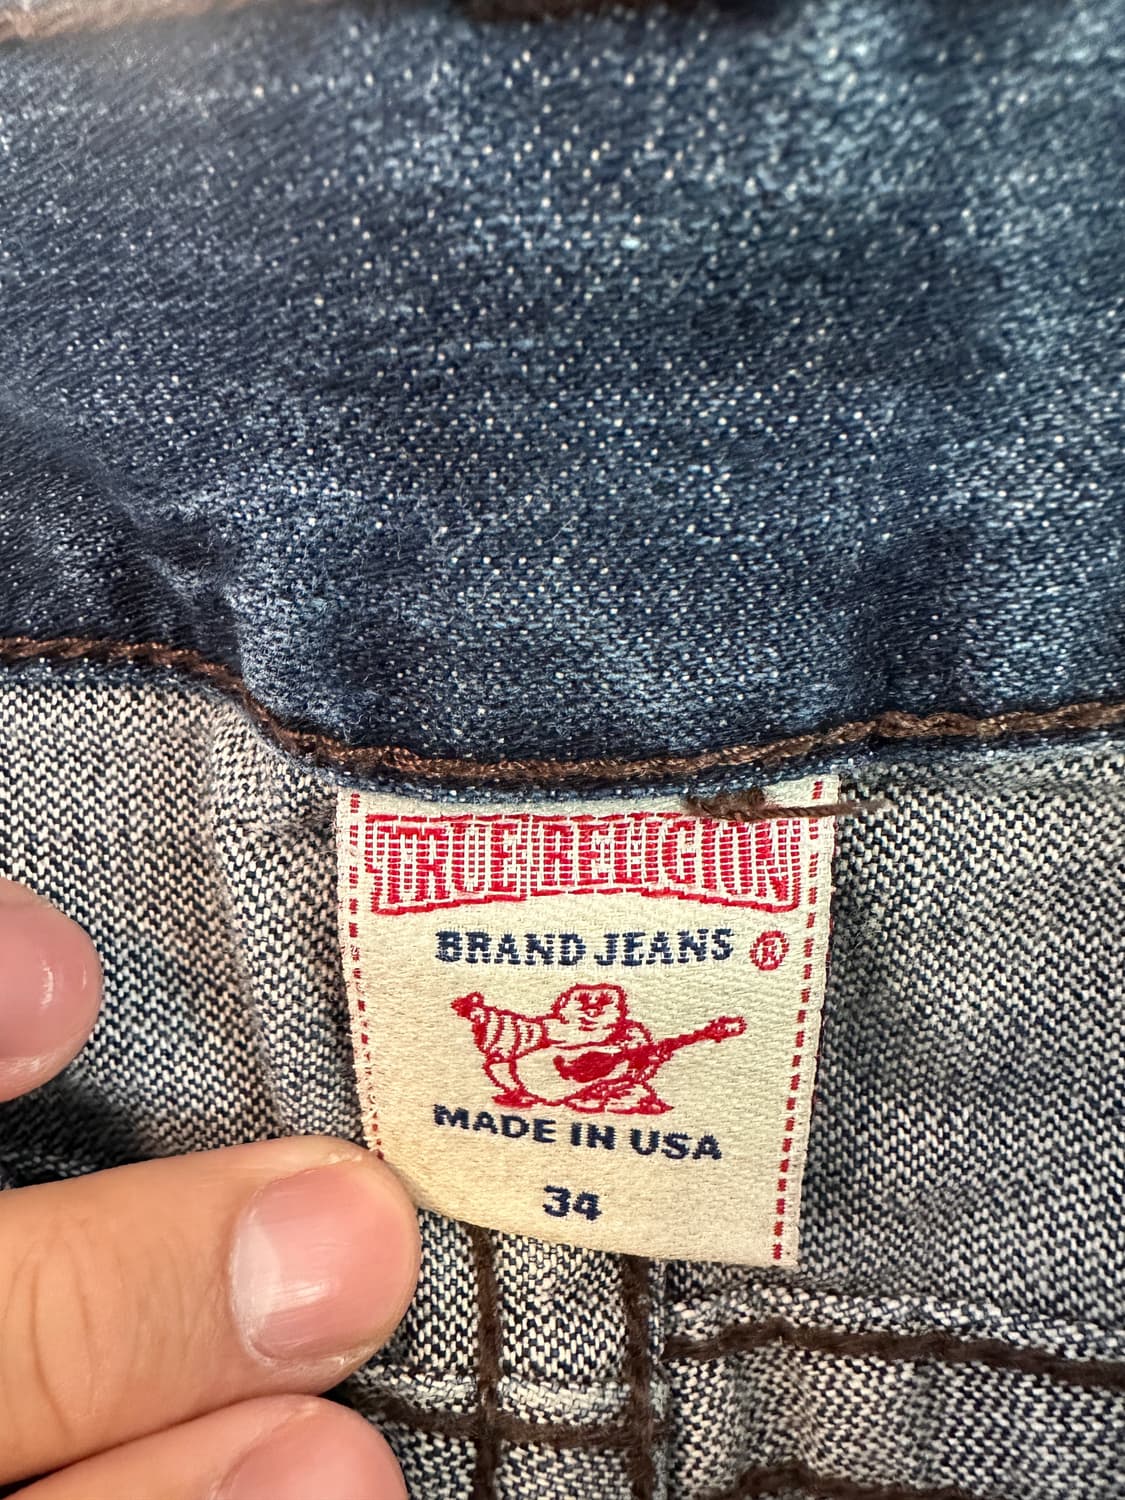 TRUE RELIGION
BRAND JEANS ®
MADE IN USA
34